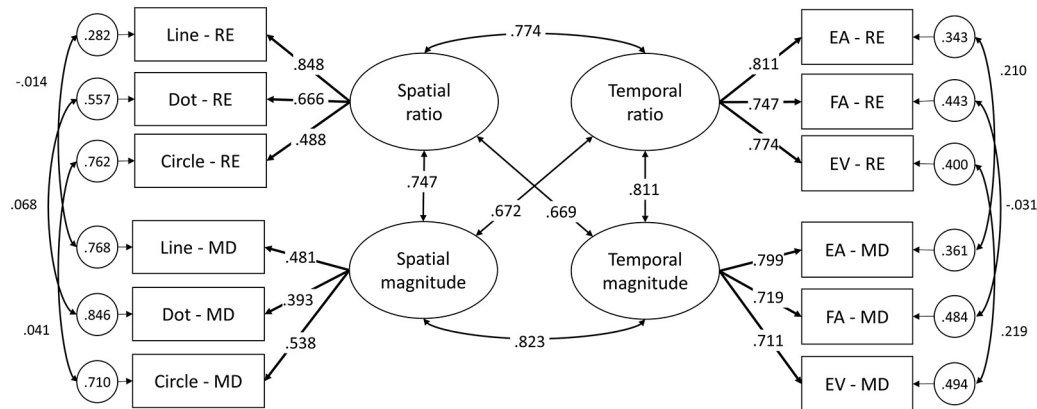 .282
Line - RE
-.014
.557
Dot - RE
.762
Circle - RE
.068
.768
Line - MD
.846
Dot - MD
.041
.710
Circle - MD
.848
.666
.488
.481
.393
.538
.774
Spatial
ratio
Temporal
ratio
.747
.672
.669
.811
Spatial
magnitude
Temporal
magnitude
.823
.811
.747
.774
.799
.719
.711
EA - RE
.343
.210
FA - RE
.443
EV - RE
.400
-.031
EA - MD
.361
FA - MD
.484
.219
EV - MD
.494